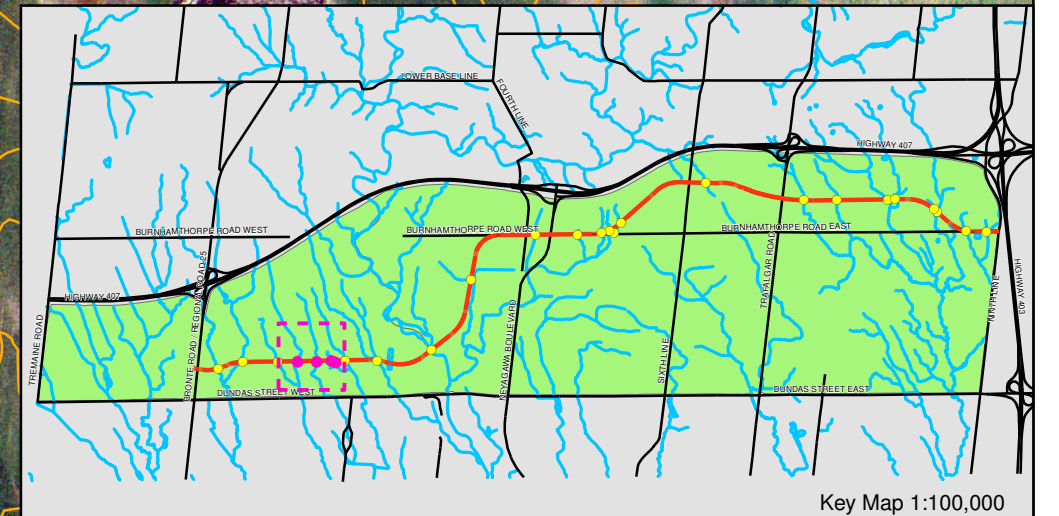 LOWER BASE LINE
FOURTH LINE
HIGHWAY 407
BURNHAMTHORPE ROAD WEST
BURNHAMTHORPE ROAD WEST
BURNHAMTHORPE ROAD EAST
BRONTE ROAD / REGIONAL ROAD 25
TRAFALGAR ROAD
HIGHWAY 403
NINTH LINE
HIGHWAY 407
TREMAINE ROAD
NEYAGAWA BOULEVARD
SIXTH LINE
DUNDAS STREET WEST
DUNDAS STREET EAST
Key Map 1:100,000